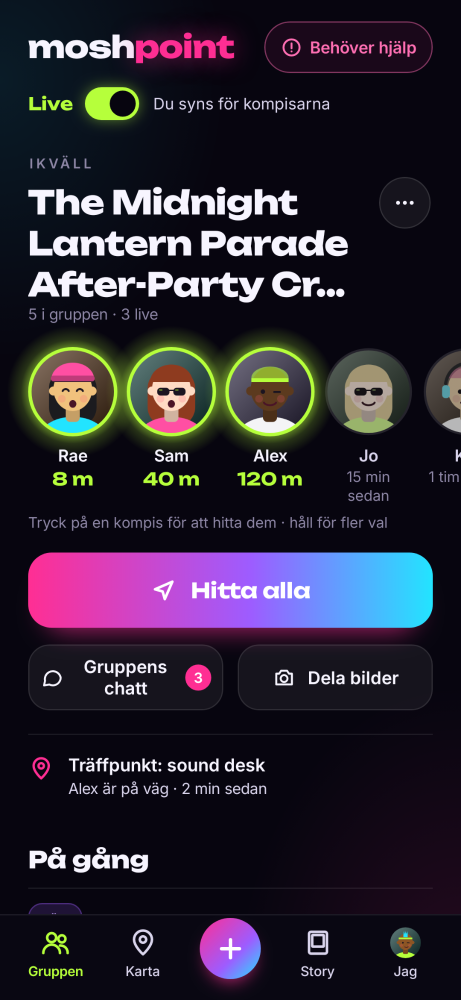 moshpoint
Behöver hjälp
Live
Du syns för kompisarna
IKVÄLL
The Midnight
Lantern Parade
After-Party Cr...
5 i gruppen · 3 live
Rae
8 m
Sam
40 m
Alex
120 m
Jo
15 min
sedan
1 tim
Tryck på en kompis för att hitta dem · håll för fler val
Hitta alla
Gruppens
chatt
3
Dela bilder
Träffpunkt: sound desk
Alex är på väg · 2 min sedan
På gång
Gruppen
Karta
Story
Jag